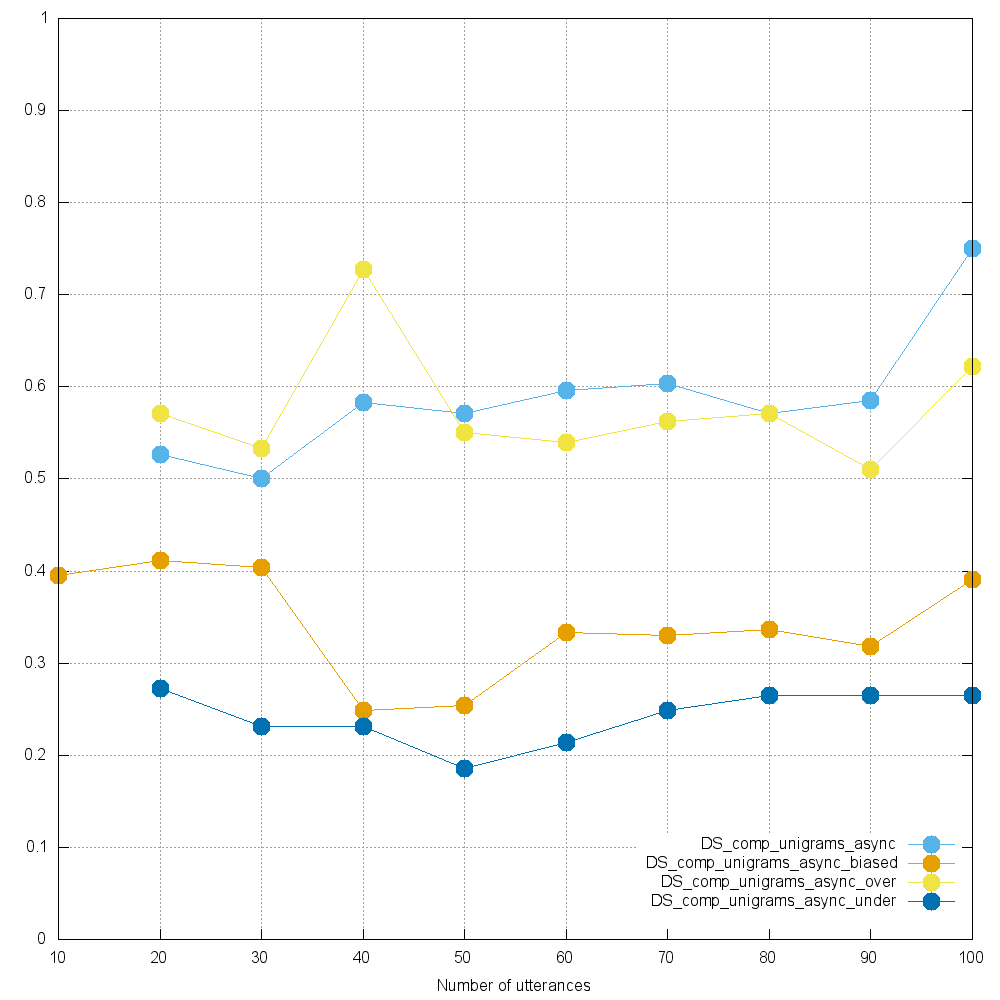 1
0.9
0.8
0.7
0.6
0.5
0.4
0.3
0.2
0.1
0
DS_comp_unigrams_async
DS_comp_unigrams_async_biased
DS_comp_unigrams_async_over
DS_comp_unigrams_async_under
10 20 30 40 50 60 70 80 90 100
Number of utterances